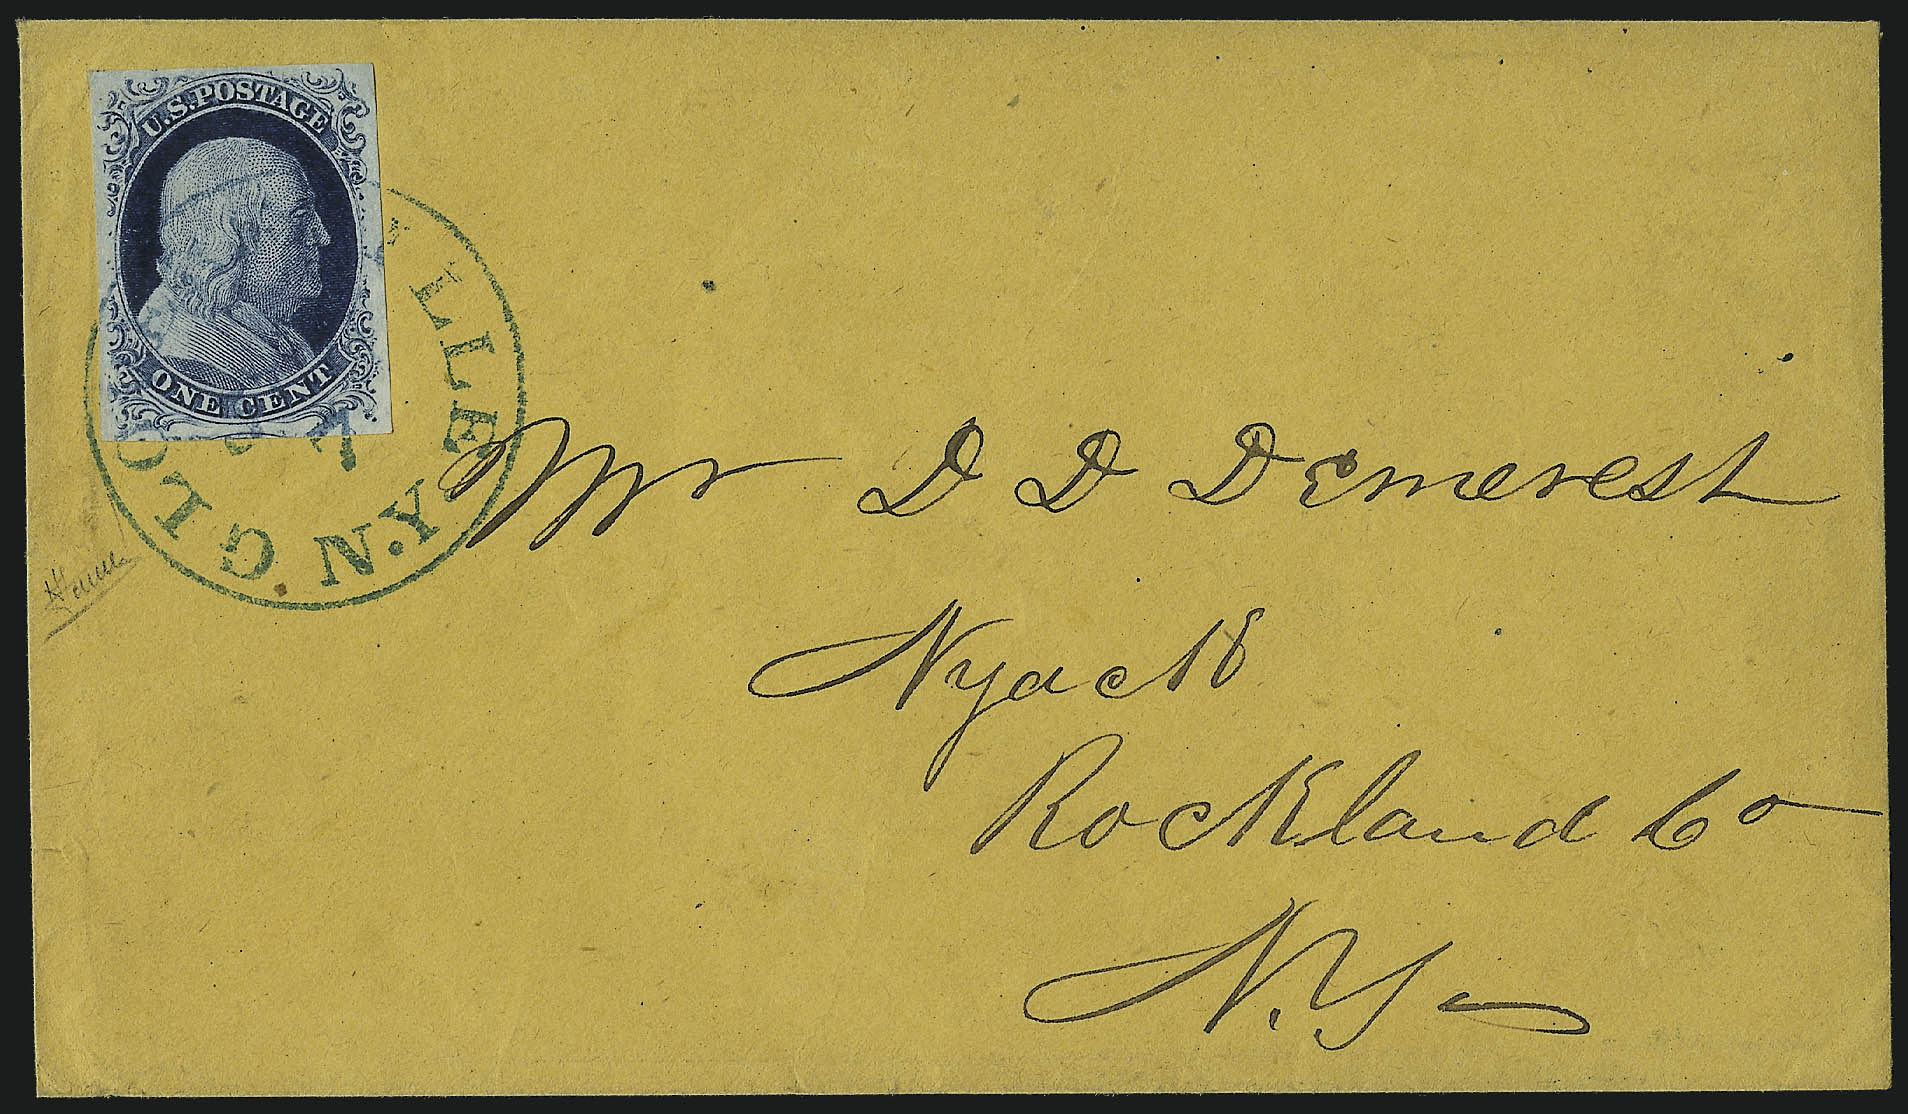 U.S. POSTAGE
ONE CENT
Mr D D Demerest
Nyack
Rockland Co
N.Y